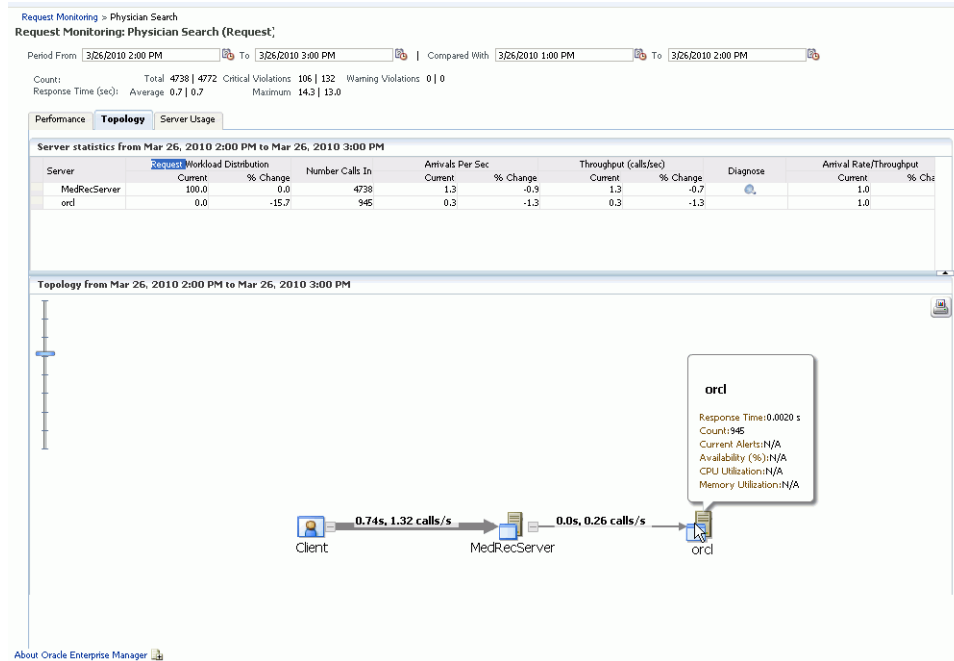 Request Monitoring > Physician Search
Request Monitoring: Physician Search (Request)
Period From 3/26/2010 2:00 PM To 3/26/2010 3:00 PM | Compared With 3/26/2010 1:00 PM To 3/26/2010 2:00 PM
Count: Total 4738 | 4772 Critical Violations 106 | 132 Warning Violations 0 | 0
Response Time (sec): Average 0.7 | 0.7 Maximum 14.3 | 13.0
Performance Topology Server Usage
Server statistics from Mar 26, 2010 2:00 PM to Mar 26, 2010 3:00 PM
Server Request Workload Distribution Number Calls In Arrivals Per Sec Throughput (calls/sec) Diagnose Arrival Rate/Throughput
Current % Change Current % Change Current % Change Current % Cha
MedRecServer 100.0 0.0 4738 1.3 -0.9 1.3 -0.7 1.0
orcl 0.0 -15.7 945 0.3 -1.3 0.3 -1.3 1.0
Topology from Mar 26, 2010 2:00 PM to Mar 26, 2010 3:00 PM
orcl
Response Time:0.0020 s
Count:945
Current Alerts:N/A
Availability (%):N/A
CPU Utilization:N/A
Memory Utilization:N/A
0.74s, 1.32 calls/s 0.0s, 0.26 calls/s
Client MedRecServer orcl
About Oracle Enterprise Manager